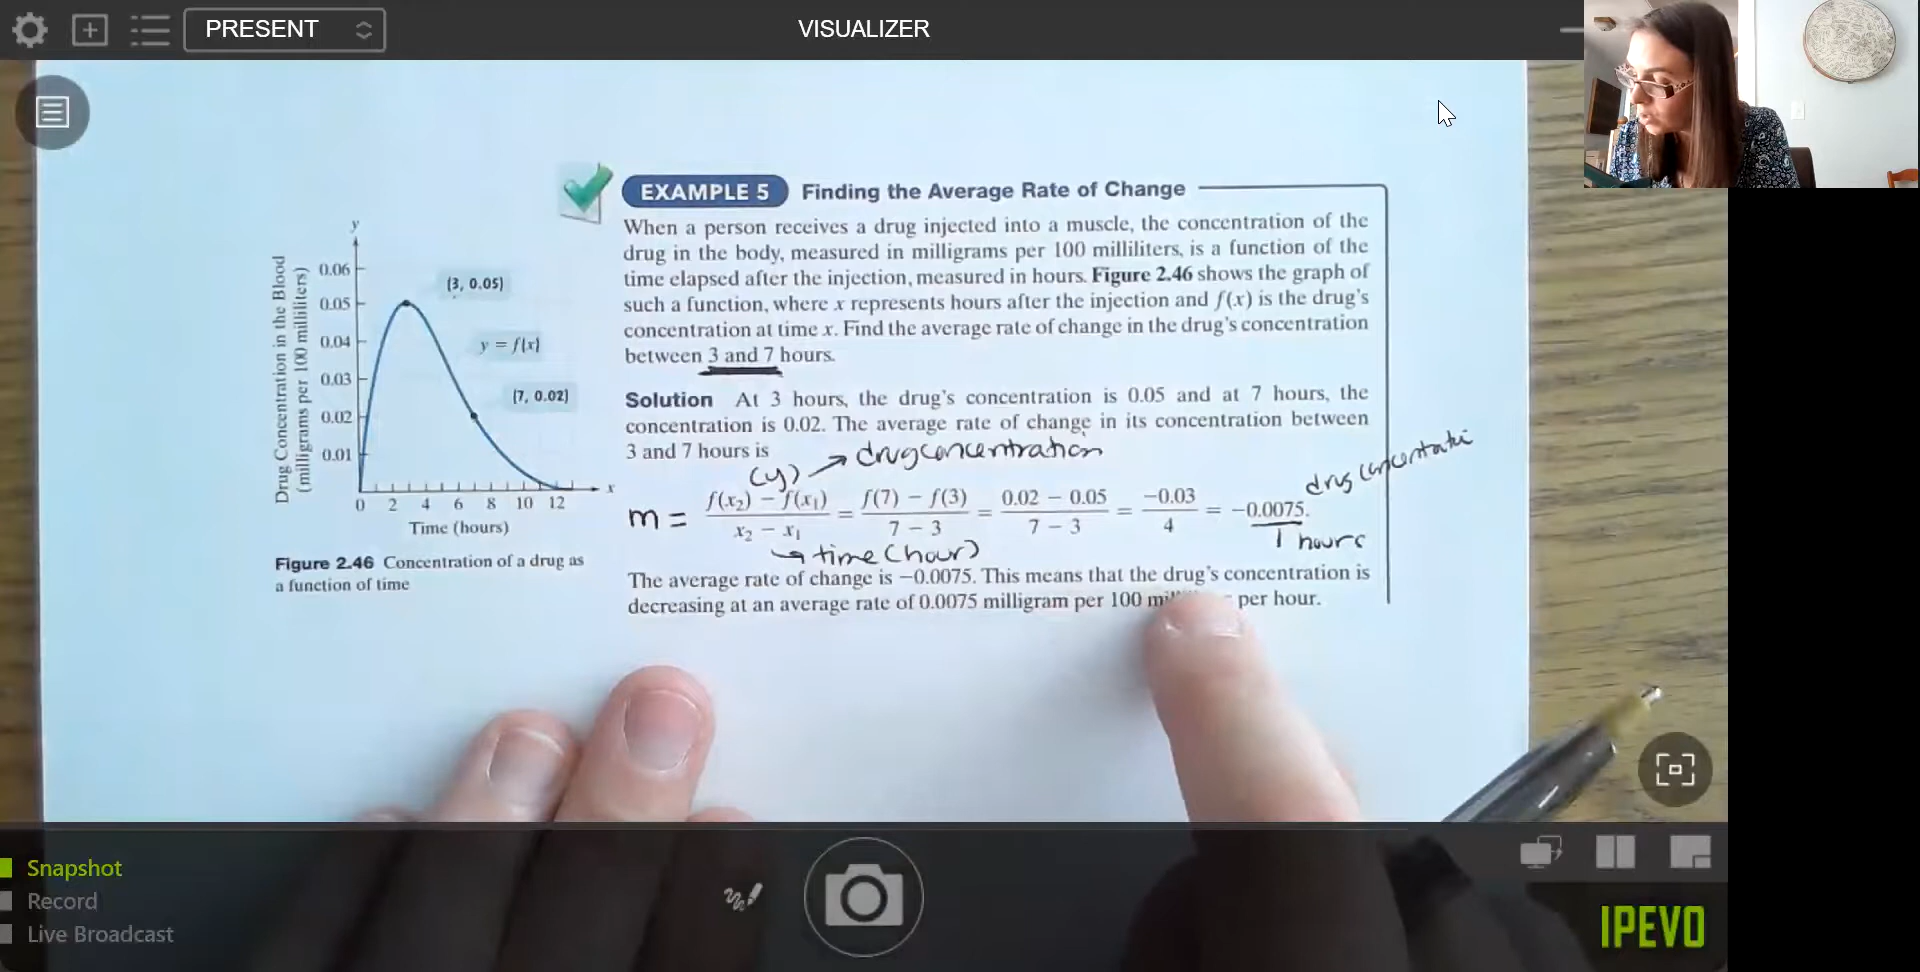 PRESENT
VISUALIZER
EXAMPLE 5 Finding the Average Rate of Change
When a person receives a drug injected into a muscle, the concentration of the
drug in the body, measured in milligrams per 100 milliliters, is a function of the
time elapsed after the injection, measured in hours. Figure 2.46 shows the graph of
such a function, where x represents hours after the injection and f(x) is the drug's
concentration at time x. Find the average rate of change in the drug's concentration
between 3 and 7 hours.
Solution At 3 hours, the drug's concentration is 0.05 and at 7 hours, the
concentration is 0.02. The average rate of change in its concentration between
3 and 7 hours is
(y) → drug concentration
m = f(x₂) − f(x₁) / x₂ − x₁ = f(7) − f(3) / 7 − 3 = 0.02 − 0.05 / 7 − 3 = −0.03 / 4 = −0.0075. drug
1 hours
→ time (hour)
The average rate of change is −0.0075. This means that the drug's concentration is
decreasing at an average rate of 0.0075 milligram per 100 per hour.
y
Drug Concentration in the Blood
(milligrams per 100 milliliters)
0.06
0.05
0.04
0.03
0.02
0.01
(3, 0.05)
y = f(x)
(7, 0.02)
x
0 2 4 6 8 10 12
Time (hours)
Figure 2.46 Concentration of a drug as
a function of time
Snapshot
Record
Live Broadcast
IPEVO